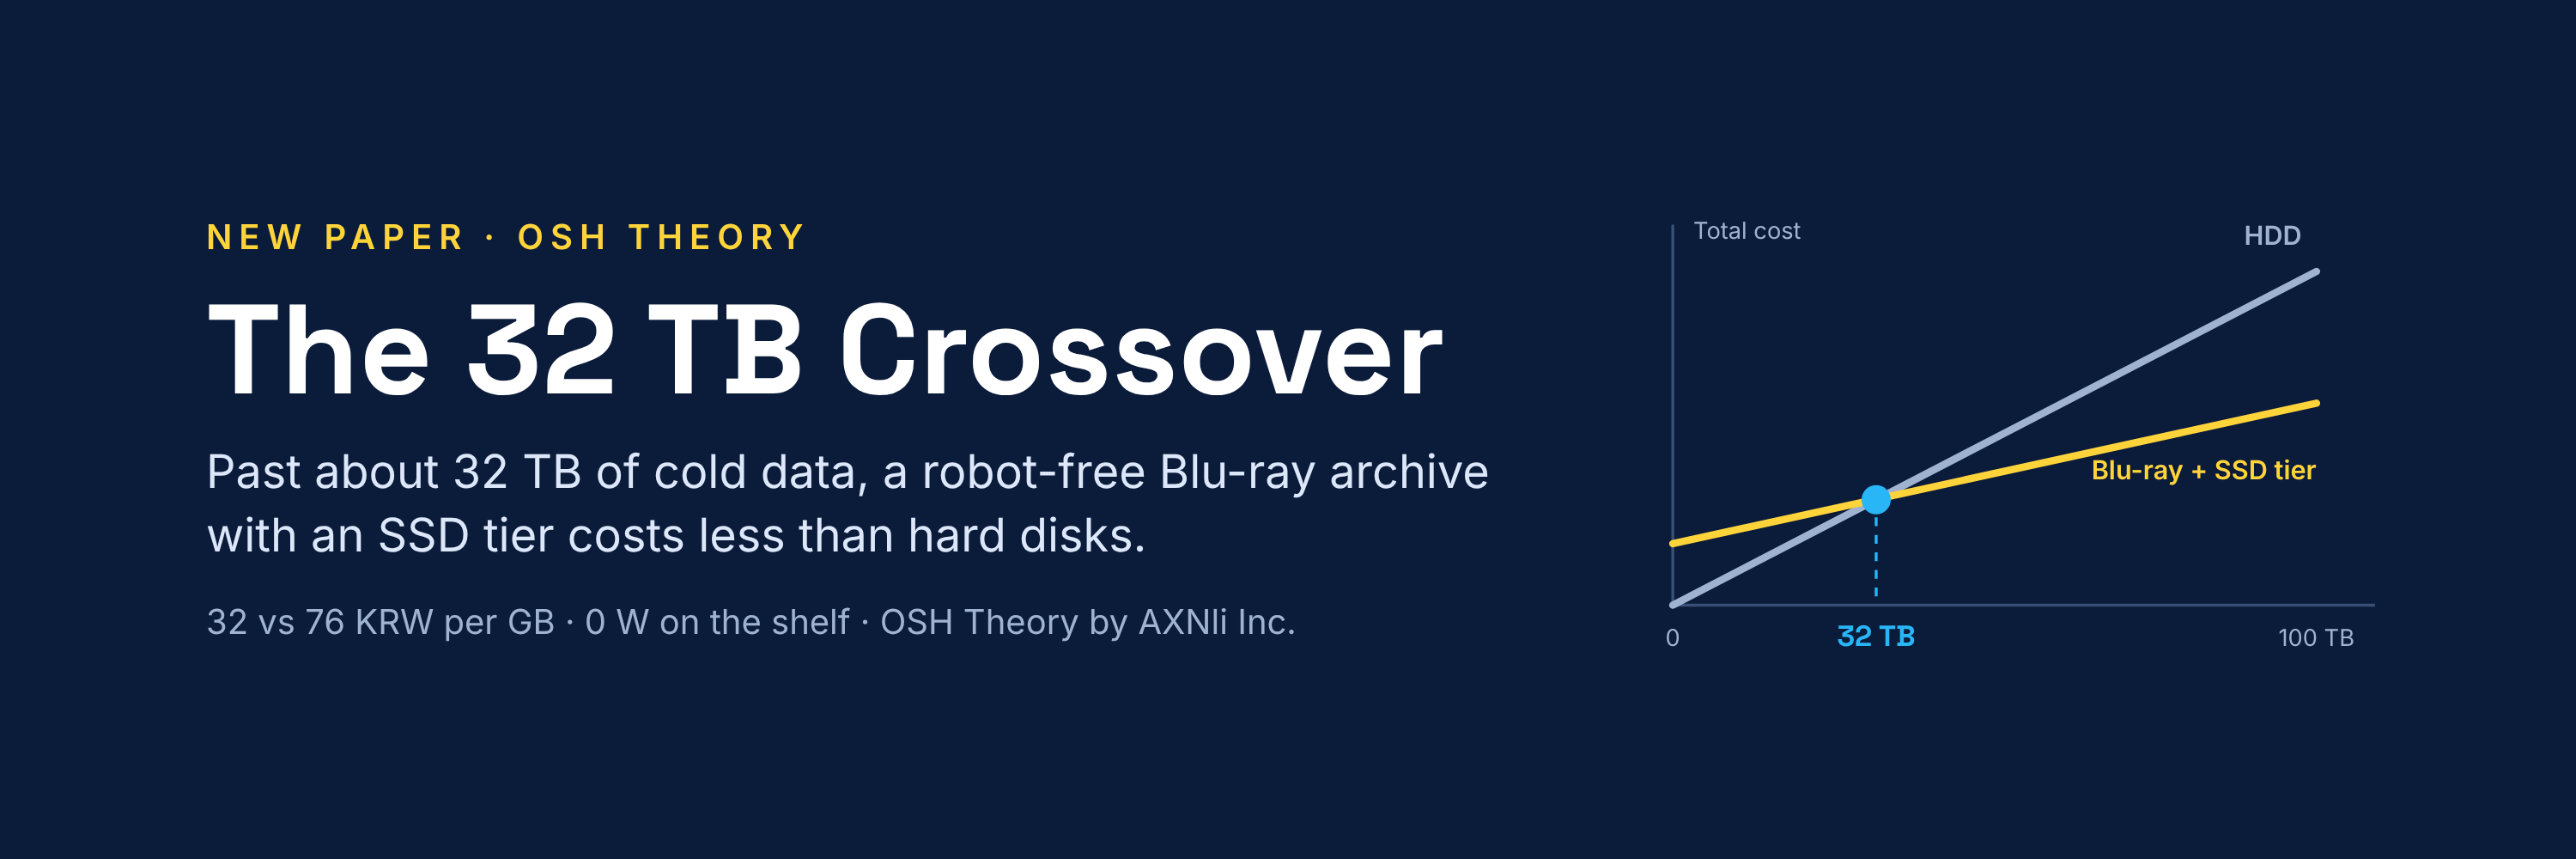 NEW PAPER · OSH THEORY
The 32 TB Crossover
Past about 32 TB of cold data, a robot-free Blu-ray archive
with an SSD tier costs less than hard disks.
32 vs 76 KRW per GB · 0 W on the shelf · OSH Theory by AXNIi Inc.
Total cost
HDD
Blu-ray + SSD tier
0
32 TB
100 TB